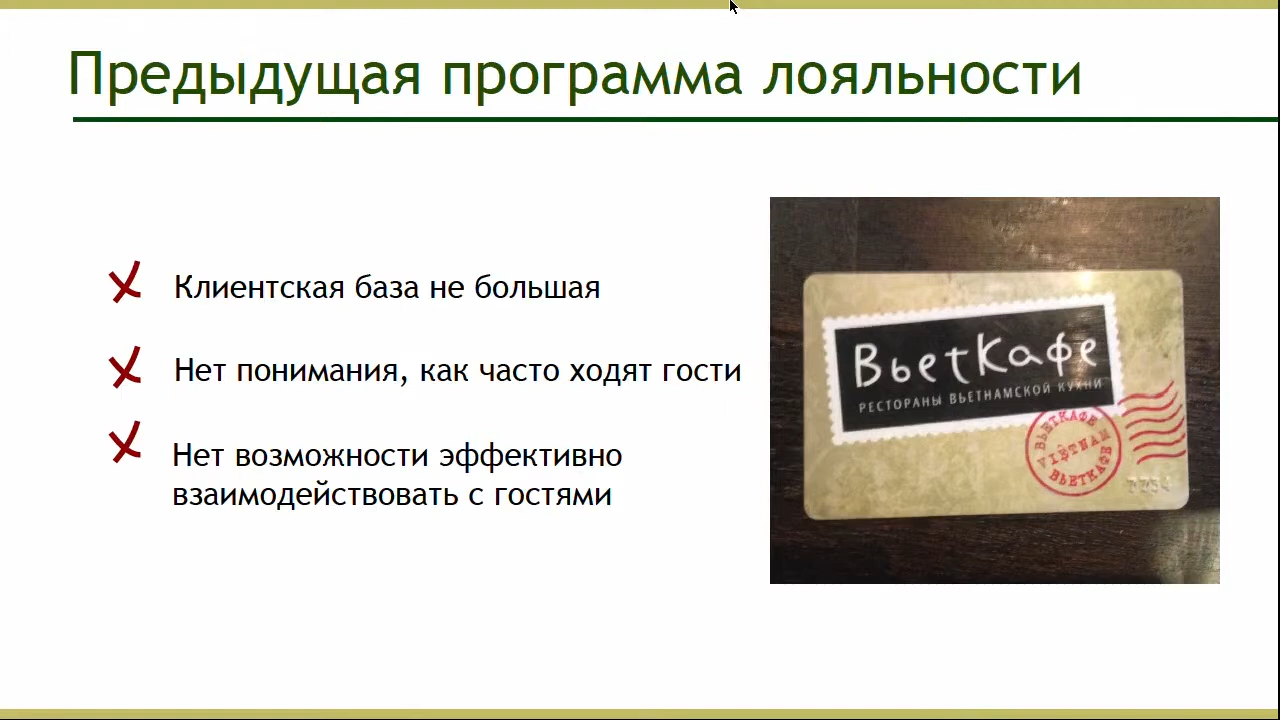 Предыдущая программа лояльности
Клиентская база не большая
Нет понимания, как часто ходят гости
Нет возможности эффективно
взаимодействовать с гостями
ВьетКафе
РЕСТОРАНЫ ВЬЕТНАМСКОЙ КУХНИ
ВЬЕТКАФЕ
VIETNAM
ВЬЕТКАФЕ